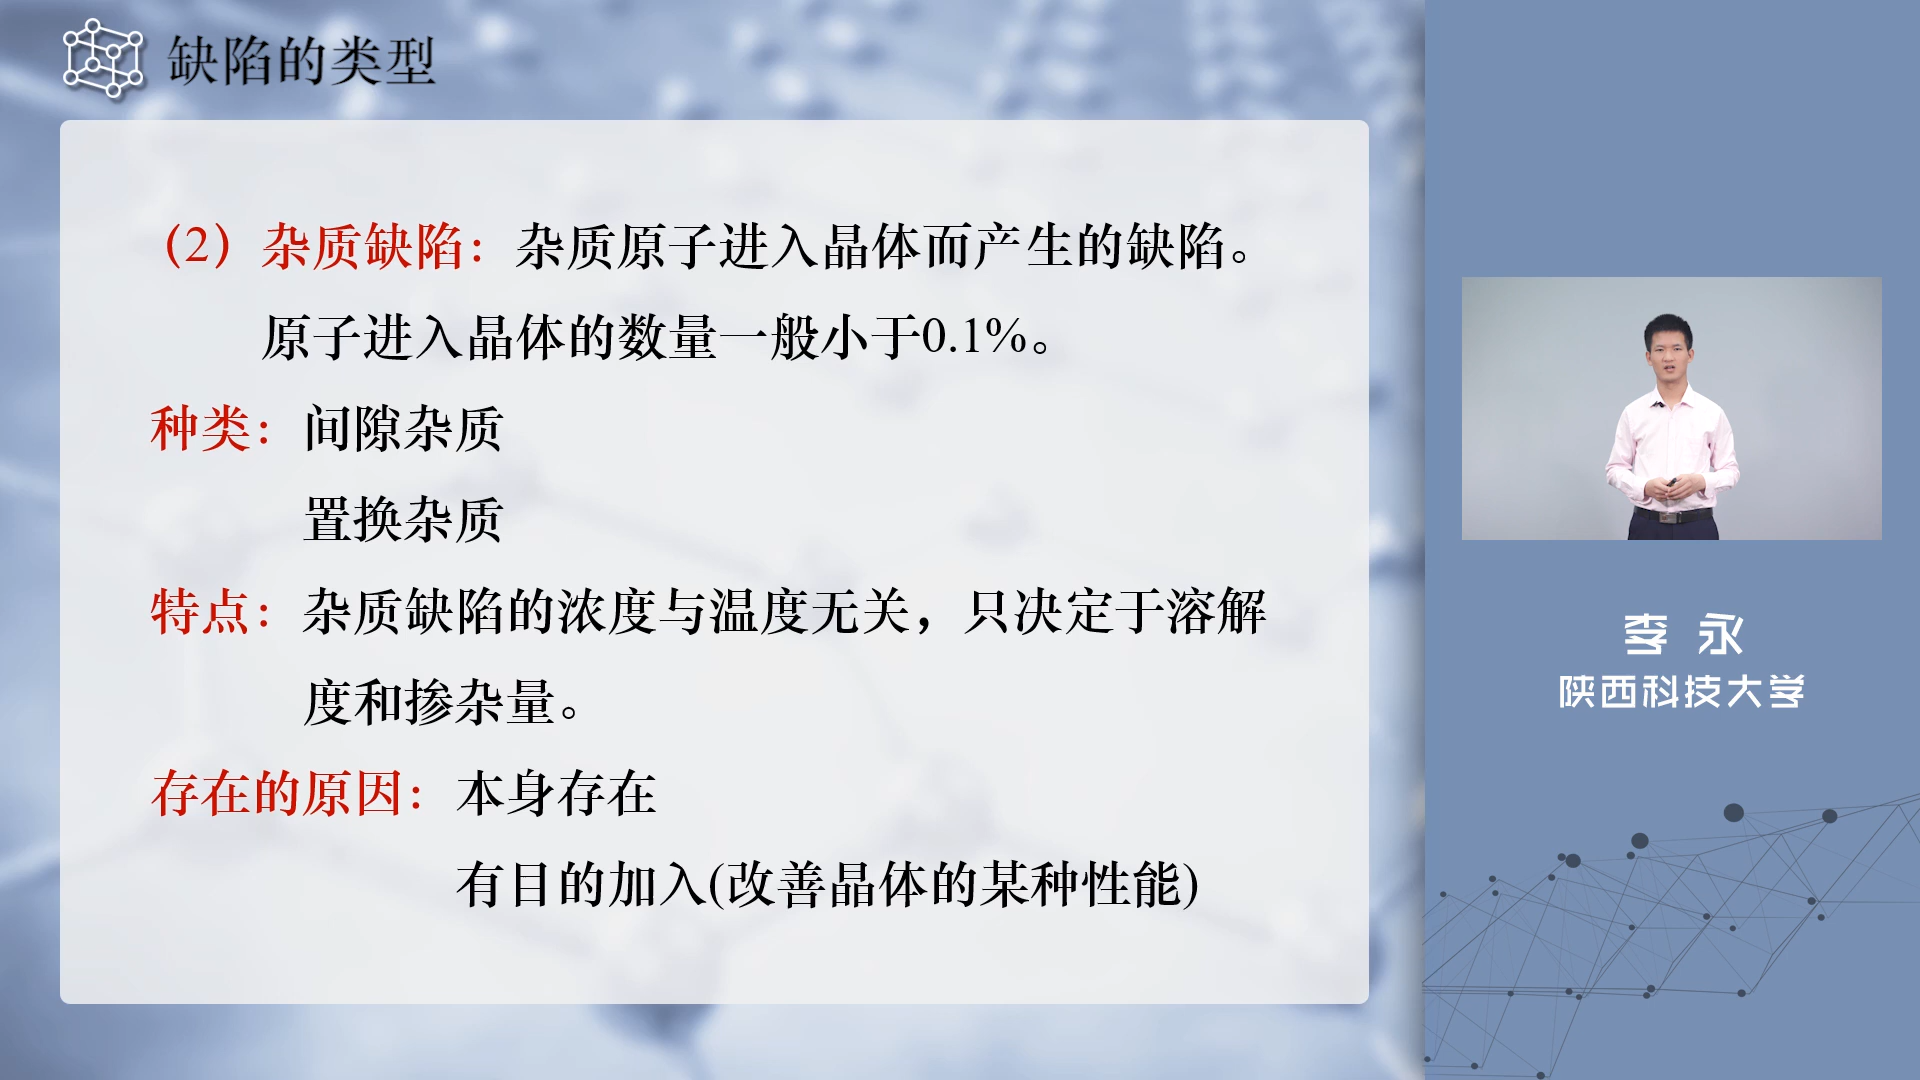 缺陷的类型
（2）杂质缺陷：杂质原子进入晶体而产生的缺陷。
原子进入晶体的数量一般小于0.1%。
种类：间隙杂质
置换杂质
特点：杂质缺陷的浓度与温度无关，只决定于溶解
度和掺杂量。
存在的原因：本身存在
有目的加入(改善晶体的某种性能)
李 永
陕西科技大学